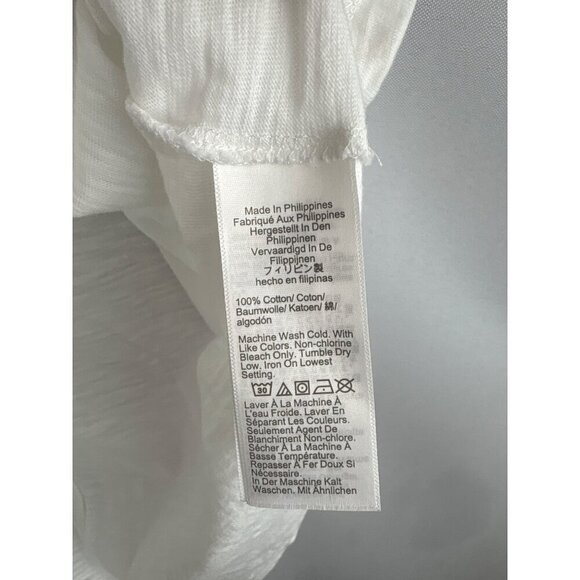 Made In Philippines
Fabriqué Aux Philippines
Hergestellt In Den
Philippinen
Vervaardigd In De
Filippijnen
フィリピン製
hecho en filipinas
100% Cotton/ Coton/
Baumwolle/ Katoen/ 綿/
algodón
Machine Wash Cold. With
Like Colors. Non-chlorine
Bleach Only. Tumble Dry
Low. Iron On Lowest
Setting.
30
Laver À La Machine À
L'eau Froide. Laver En
Séparant Les Couleurs.
Seulement Agent De
Blanchiment Non-chlore.
Sécher À La Machine À
Basse Température.
Repasser À Fer Doux Si
Nécessaire.
In Der Maschine Kalt
Waschen. Mit Ähnlichen